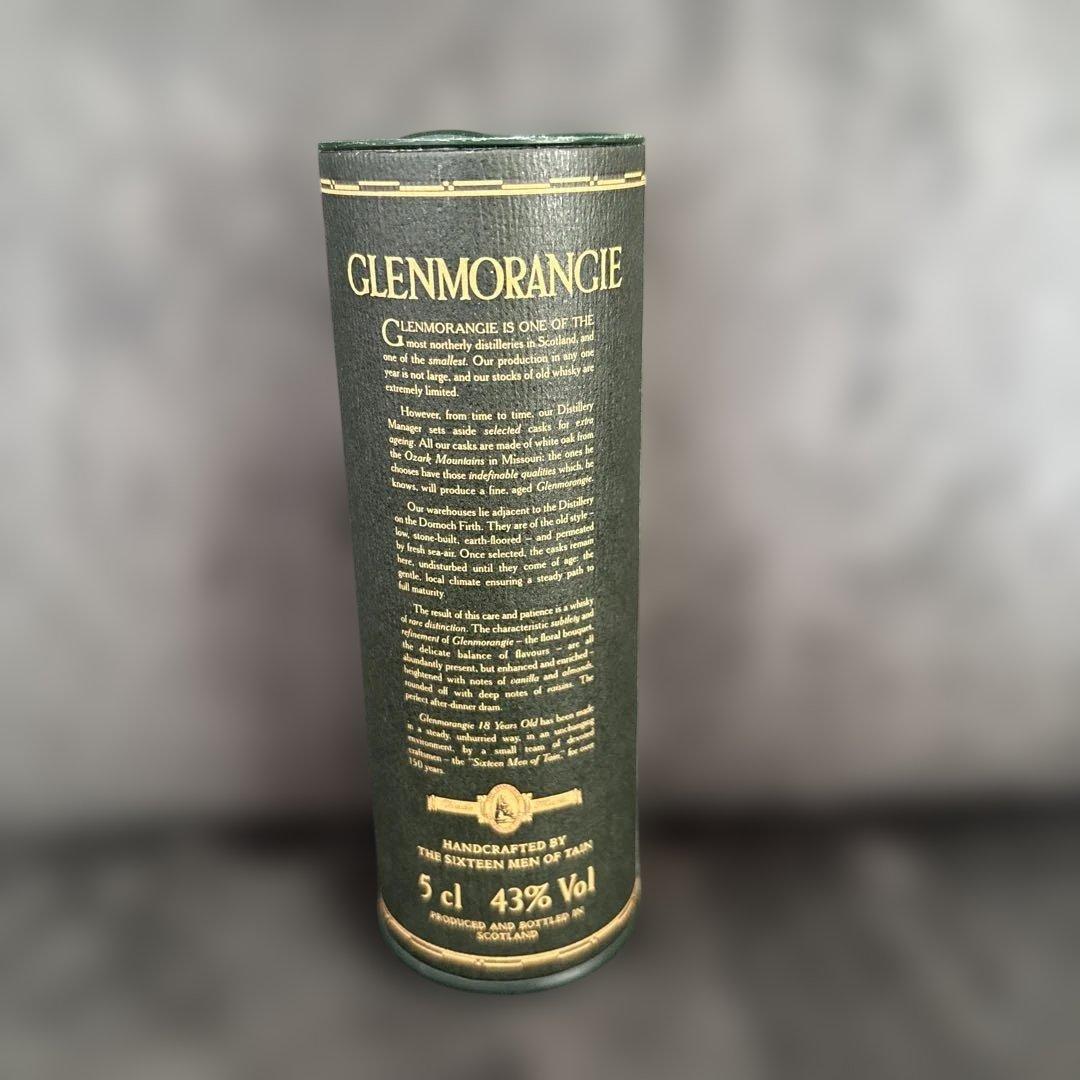 GLENMORANGIE
GLENMORANGIE IS ONE OF THE
most northerly distilleries in Scotland, and
one of the smallest. Our production in any one
year is not large, and our stocks of old whisky are
extremely limited.
However, from time to time, our Distillery
Manager sets aside selected casks for extra
ageing. All our casks are made of white oak from
the Ozark Mountains in Missouri: the ones he
chooses have those indefinable qualities which, he
knows, will produce a fine, aged Glenmorangie.
Our warehouses lie adjacent to the Distillery
on the Dornoch Firth. They are of the old style –
low, stone-built, earth-floored – and permeated
by fresh sea-air. Once selected, the casks remain
here, undisturbed until they come of age: the
gentle, local climate ensuring a steady path to
full maturity.
The result of this care and patience is a whisky
of rare distinction. The characteristic subtlety and
refinement of Glenmorangie – the floral bouquet,
the delicate balance of flavours – are all
abundantly present, but enhanced and enriched –
heightened with notes of vanilla and almonds,
rounded off with deep notes of raisins. The
perfect after-dinner dram.
Glenmorangie 18 Years Old has been made
in a steady, unhurried way, in an unchanging
environment, by a small team of devoted
craftsmen – the "Sixteen Men of Tain," for over
150 years.
HANDCRAFTED BY
THE SIXTEEN MEN OF TAIN
5 cl 43% Vol
PRODUCED AND BOTTLED IN
SCOTLAND